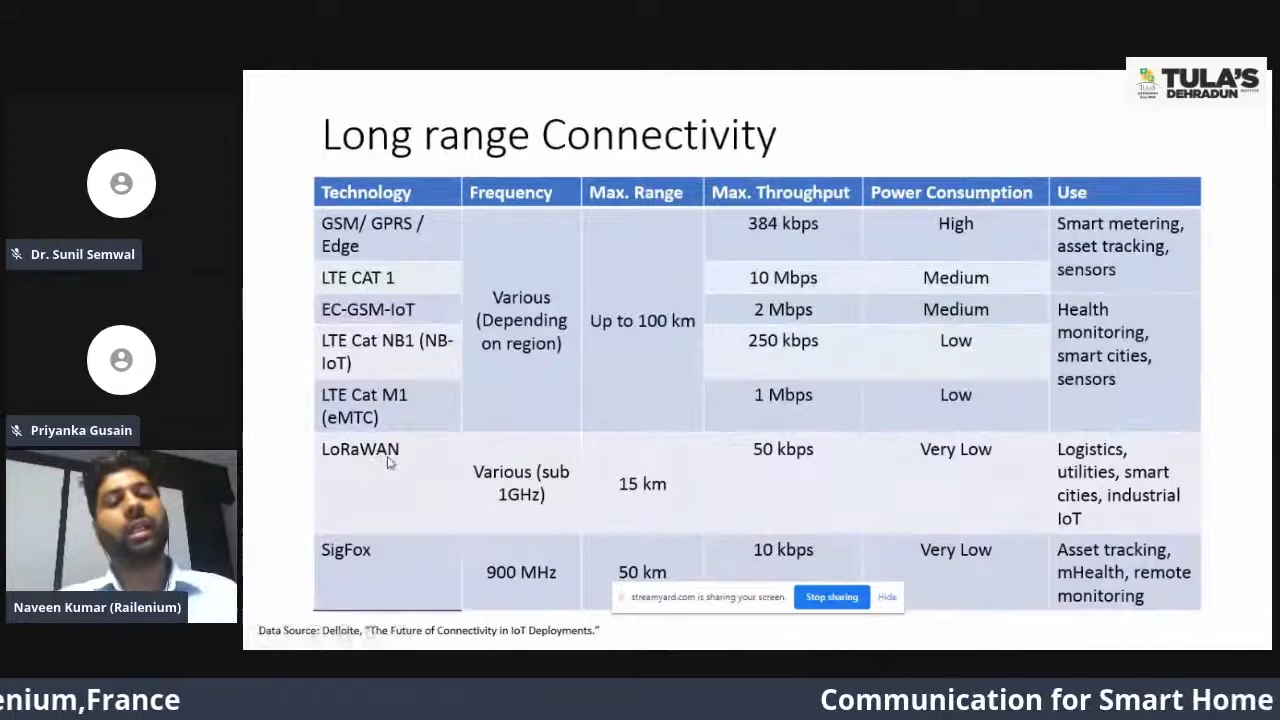 TULA'S
DEHRADUN
INSTITUTE
Long range Connectivity
Technology Frequency Max. Range Max. Throughput Power Consumption Use
GSM/ GPRS /
Edge
384 kbps High
Smart metering,
asset tracking,
sensors
LTE CAT 1 10 Mbps Medium
Various
(Depending
on region)
Up to 100 km
EC-GSM-IoT 2 Mbps Medium
Health
monitoring,
smart cities,
sensors
LTE Cat NB1 (NB-
IoT)
250 kbps Low
LTE Cat M1
(eMTC)
1 Mbps Low
LoRaWAN
Various (sub
1GHz)
15 km
50 kbps Very Low
Logistics,
utilities, smart
cities, industrial
IoT
SigFox
900 MHz
50 km
10 kbps Very Low
Asset tracking,
mHealth, remote
monitoring
streamyard.com is sharing your screen. Stop sharing Hide
Data Source: Delloite, “The Future of Connectivity in IoT Deployments.”
Dr. Sunil Semwal
Priyanka Gusain
Naveen Kumar (Railenium)
enium,France
Communication for Smart Home